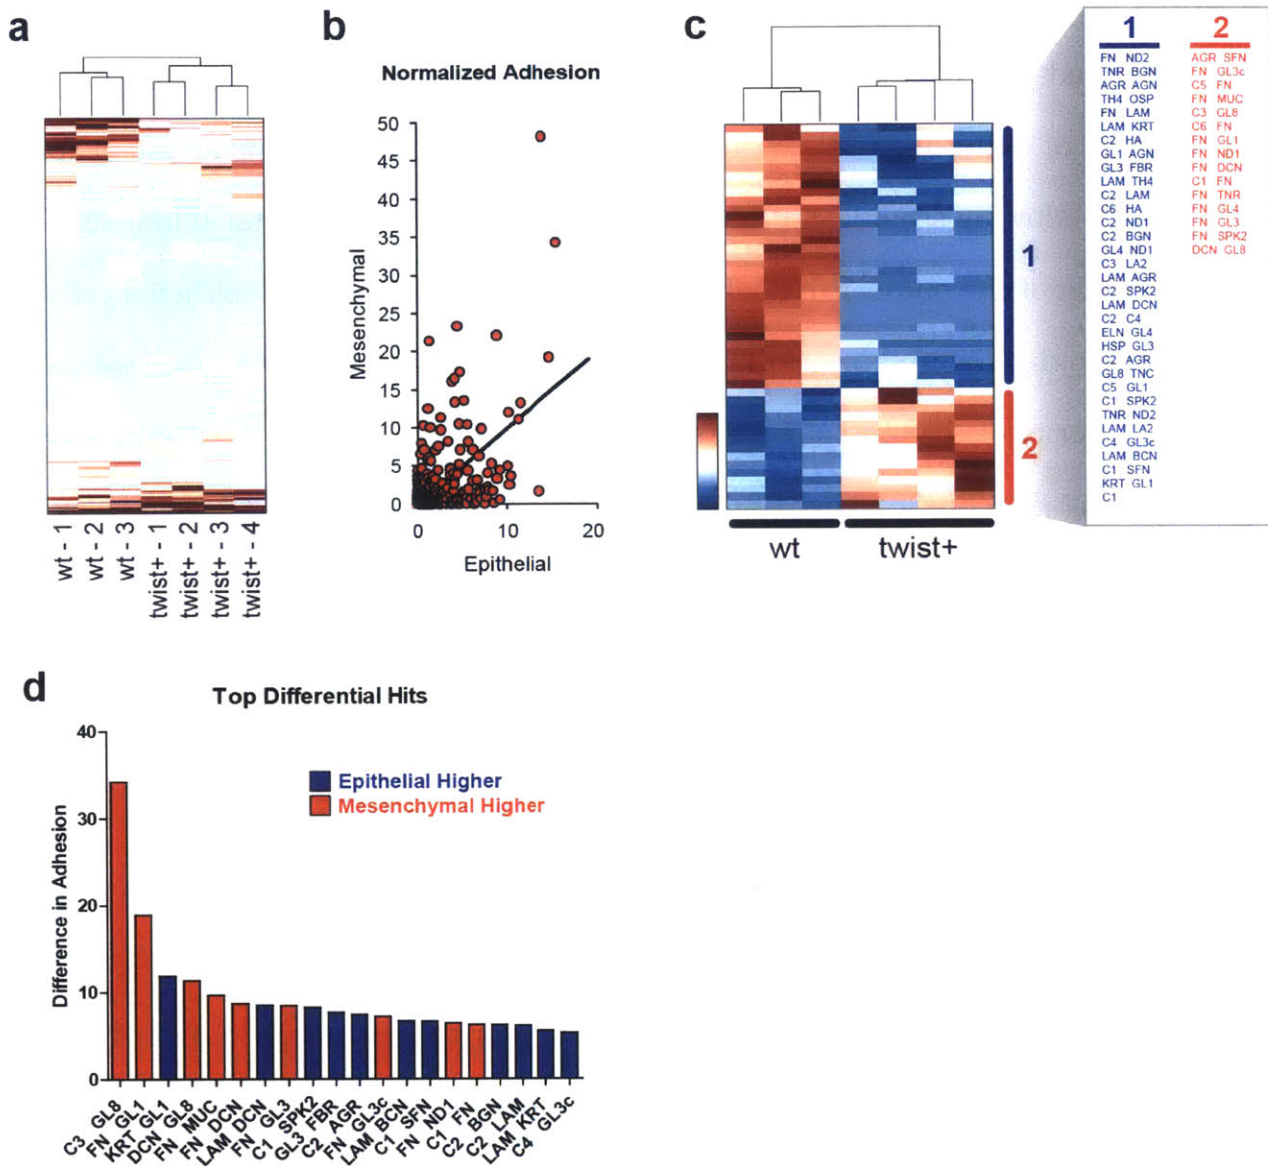 a
wt - 1
wt - 2
wt - 3
twist+ - 1
twist+ - 2
twist+ - 3
twist+ - 4
b
Normalized Adhesion
Mesenchymal
50
45
40
35
30
25
20
15
10
5
0
0 10 20
Epithelial
c
1
2
wt twist+
1
FN ND2
TNR BGN
AGR AGN
TH4 OSP
FN LAM
LAM KRT
C2 HA
GL1 AGN
GL3 FBR
LAM TH4
C2 LAM
C6 HA
C2 ND1
C2 BGN
GL4 ND1
C3 LA2
LAM AGR
C2 SPK2
LAM DCN
C2 C4
ELN GL4
HSP GL3
C2 AGR
GL8 TNC
C5 GL1
C1 SPK2
TNR ND2
LAM LA2
C4 GL3c
LAM BCN
C1 SFN
KRT GL1
C1
2
AGR SFN
FN GL3c
C5 FN
FN MUC
C3 GL8
C6 FN
FN GL1
FN ND1
FN DCN
C1 FN
FN TNR
FN GL4
FN GL3
FN SPK2
DCN GL8
d
Top Differential Hits
Epithelial Higher
Mesenchymal Higher
Difference in Adhesion
40
30
20
10
0
C3 GL8
FN GL1
KRT GL1
DCN GL8
FN MUC
FN DCN
LAM DCN
FN GL3
C1 SPK2
GL3 FBR
C2 AGR
FN GL3c
LAM BCN
C1 SFN
FN ND1
C1 FN
C2 BGN
C2 LAM
LAM KRT
C4 GL3c